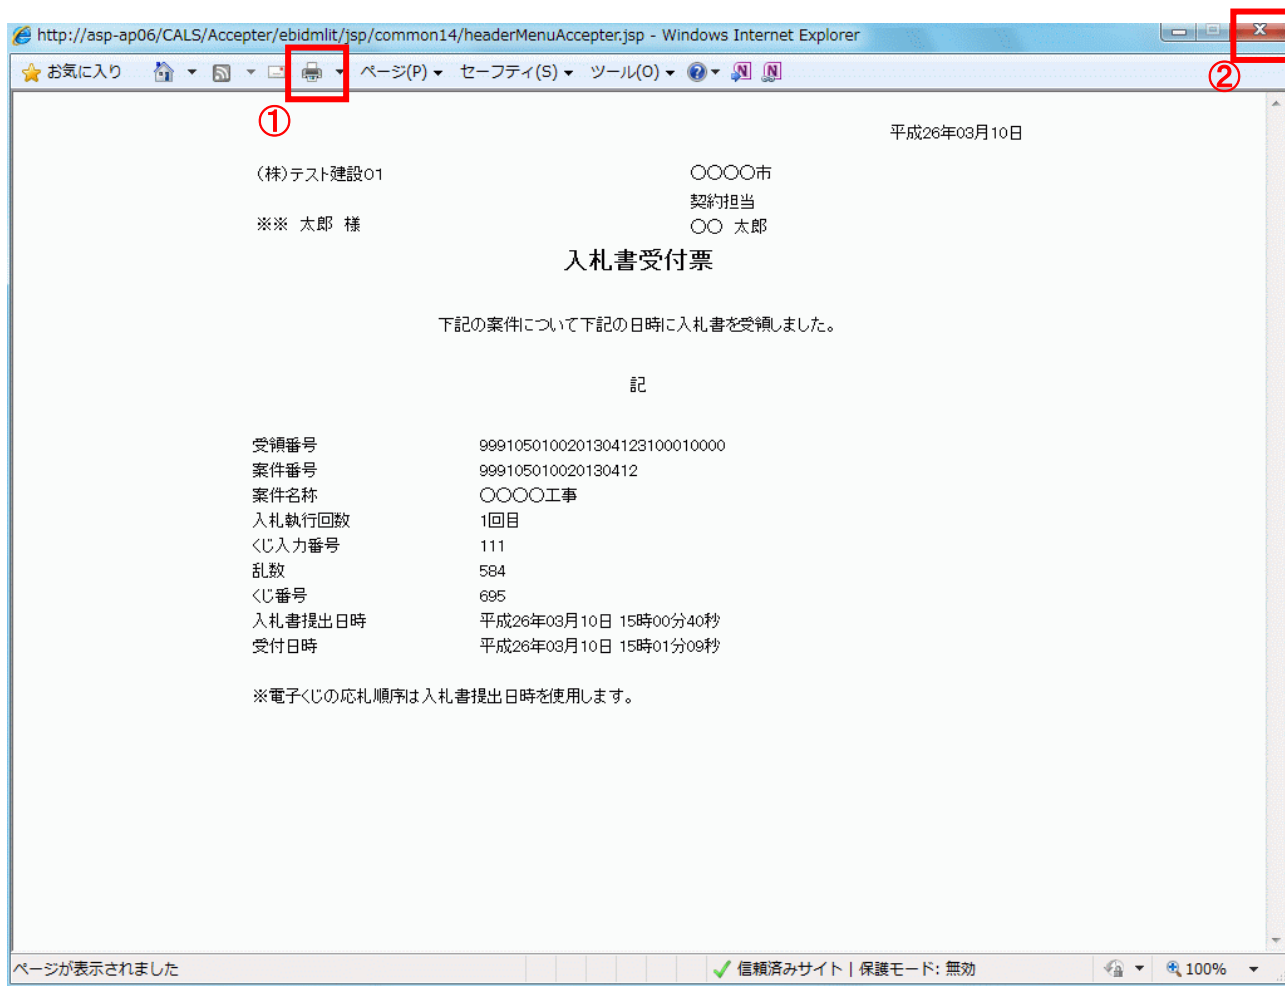 http://asp-ap06/CALS/Accepter/ebidmlit/jsp/common14/headerMenuAccepter.jsp - Windows Internet Explorer
お気に入り ページ(P) セーフティ(S) ツール(O)
① ②
平成26年03月10日
(株)テスト建設01 〇〇〇〇市
契約担当
※※ 太郎 様 〇〇 太郎
入札書受付票
下記の案件について下記の日時に入札書を受領しました。
記
受領番号 9991050100201304123100010000
案件番号 999105010020130412
案件名称 〇〇〇〇工事
入札執行回数 1回目
くじ入力番号 111
乱数 584
くじ番号 695
入札書提出日時 平成26年03月10日 15時00分40秒
受付日時 平成26年03月10日 15時01分09秒
※電子くじの応札順序は入札書提出日時を使用します。
ページが表示されました 信頼済みサイト | 保護モード: 無効 100%